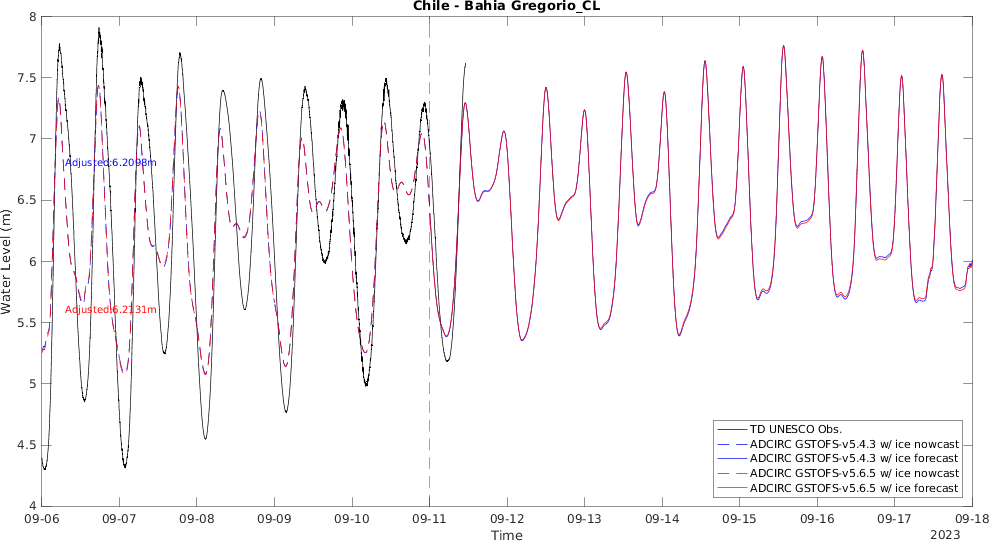 Chile - Bahia Gregorio_CL
8
7.5
7
6.5
6
5.5
5
4.5
4
Water Level (m)
Adjusted:6.2098m
Adjusted:6.2131m
TD UNESCO Obs.
ADCIRC GSTOFS-v5.4.3 w/ ice nowcast
ADCIRC GSTOFS-v5.4.3 w/ ice forecast
ADCIRC GSTOFS-v5.6.5 w/ ice nowcast
ADCIRC GSTOFS-v5.6.5 w/ ice forecast
09-06 09-07 09-08 09-09 09-10 09-11 09-12 09-13 09-14 09-15 09-16 09-17 09-18
Time
2023